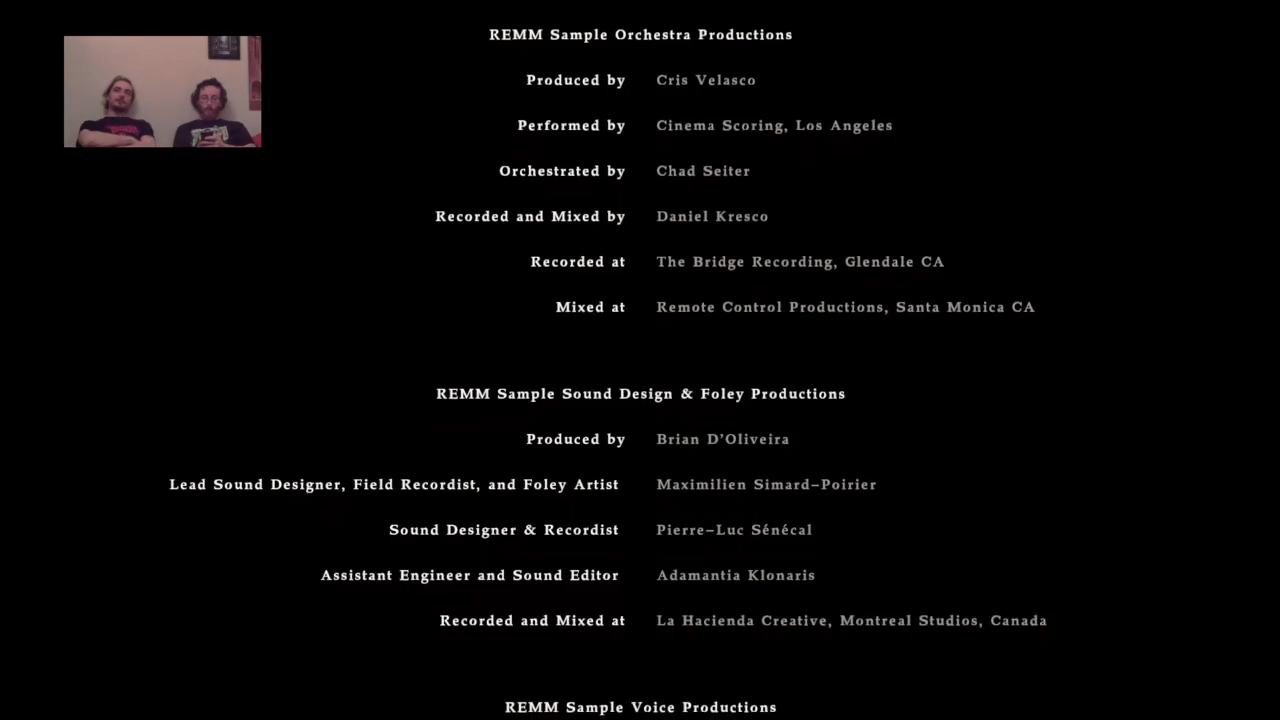 REMM Sample Orchestra Productions
Produced by Cris Velasco
Performed by Cinema Scoring, Los Angeles
Orchestrated by Chad Seiter
Recorded and Mixed by Daniel Kresco
Recorded at The Bridge Recording, Glendale CA
Mixed at Remote Control Productions, Santa Monica CA
REMM Sample Sound Design & Foley Productions
Produced by Brian D'Oliveira
Lead Sound Designer, Field Recordist, and Foley Artist Maximilien Simard-Poirier
Sound Designer & Recordist Pierre-Luc Sénécal
Assistant Engineer and Sound Editor Adamantia Klonaris
Recorded and Mixed at La Hacienda Creative, Montreal Studios, Canada
REMM Sample Voice Productions